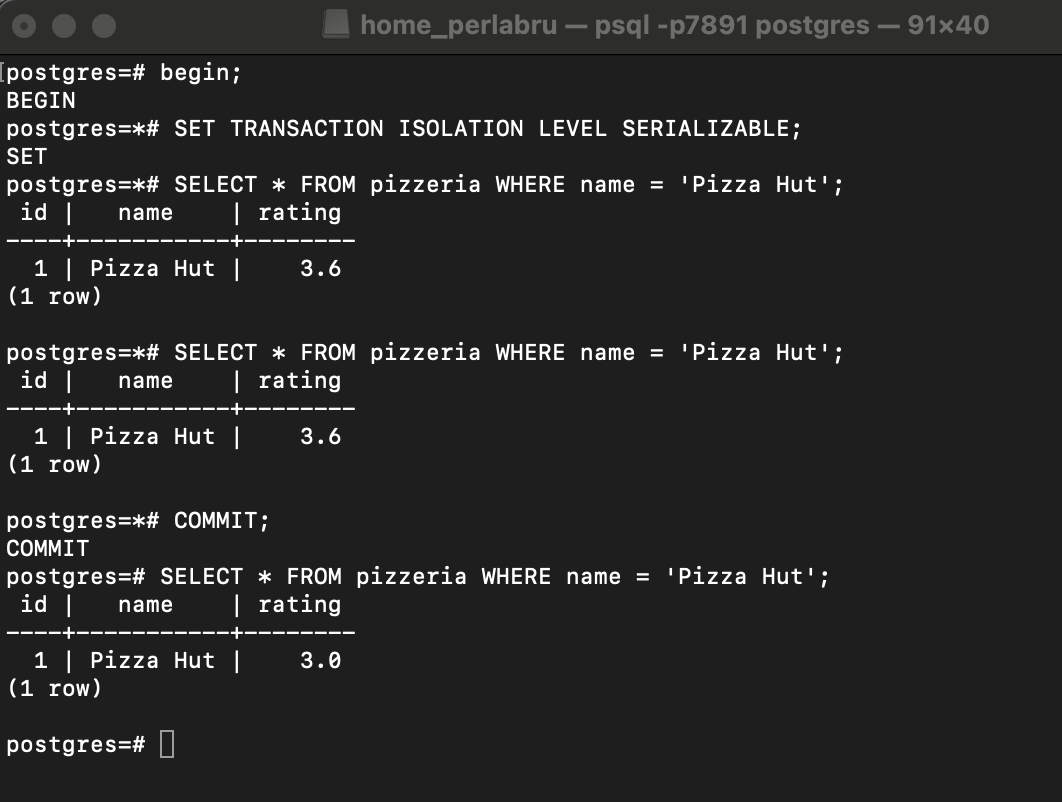 home_perlabru — psql -p7891 postgres — 91×40
postgres=# begin;
BEGIN
postgres=*# SET TRANSACTION ISOLATION LEVEL SERIALIZABLE;
SET
postgres=*# SELECT * FROM pizzeria WHERE name = 'Pizza Hut';
 id |   name    | rating
----+-----------+--------
  1 | Pizza Hut |    3.6
(1 row)
postgres=*# SELECT * FROM pizzeria WHERE name = 'Pizza Hut';
 id |   name    | rating
----+-----------+--------
  1 | Pizza Hut |    3.6
(1 row)
postgres=*# COMMIT;
COMMIT
postgres=# SELECT * FROM pizzeria WHERE name = 'Pizza Hut';
 id |   name    | rating
----+-----------+--------
  1 | Pizza Hut |    3.0
(1 row)
postgres=#